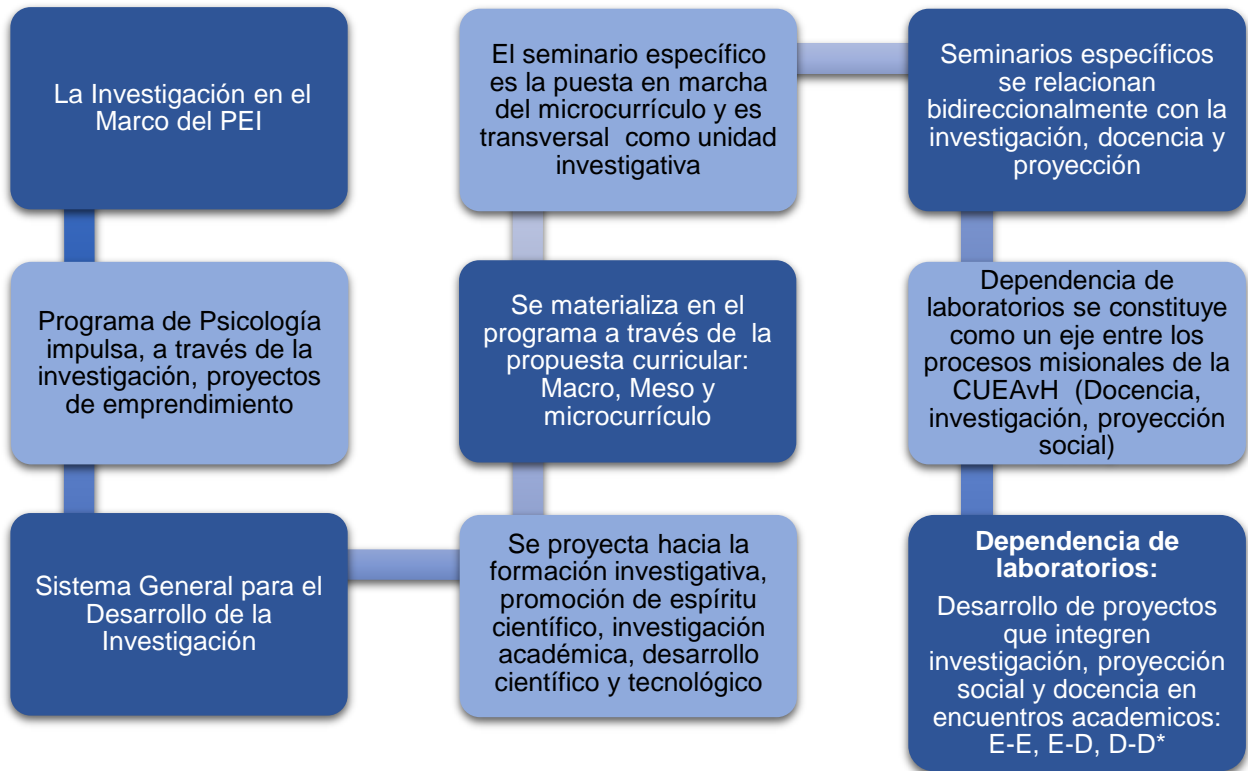 La Investigación en el
Marco del PEI
Programa de Psicología
impulsa, a través de la
investigación, proyectos
de emprendimiento
Sistema General para el
Desarrollo de la
Investigación
Se proyecta hacia la
formación investigativa,
promoción de espíritu
científico, investigación
académica, desarrollo
científico y tecnológico
Se materializa en el
programa a través de la
propuesta curricular:
Macro, Meso y
microcurrículo
El seminario específico
es la puesta en marcha
del microcurrículo y es
transversal como unidad
investigativa
Seminarios específicos
se relacionan
bidireccionalmente con la
investigación, docencia y
proyección
Dependencia de
laboratorios se constituye
como un eje entre los
procesos misionales de la
CUEAvH (Docencia,
investigación, proyección
social)
Dependencia de
laboratorios:
Desarrollo de proyectos
que integren
investigación, proyección
social y docencia en
encuentros academicos:
E-E, E-D, D-D*